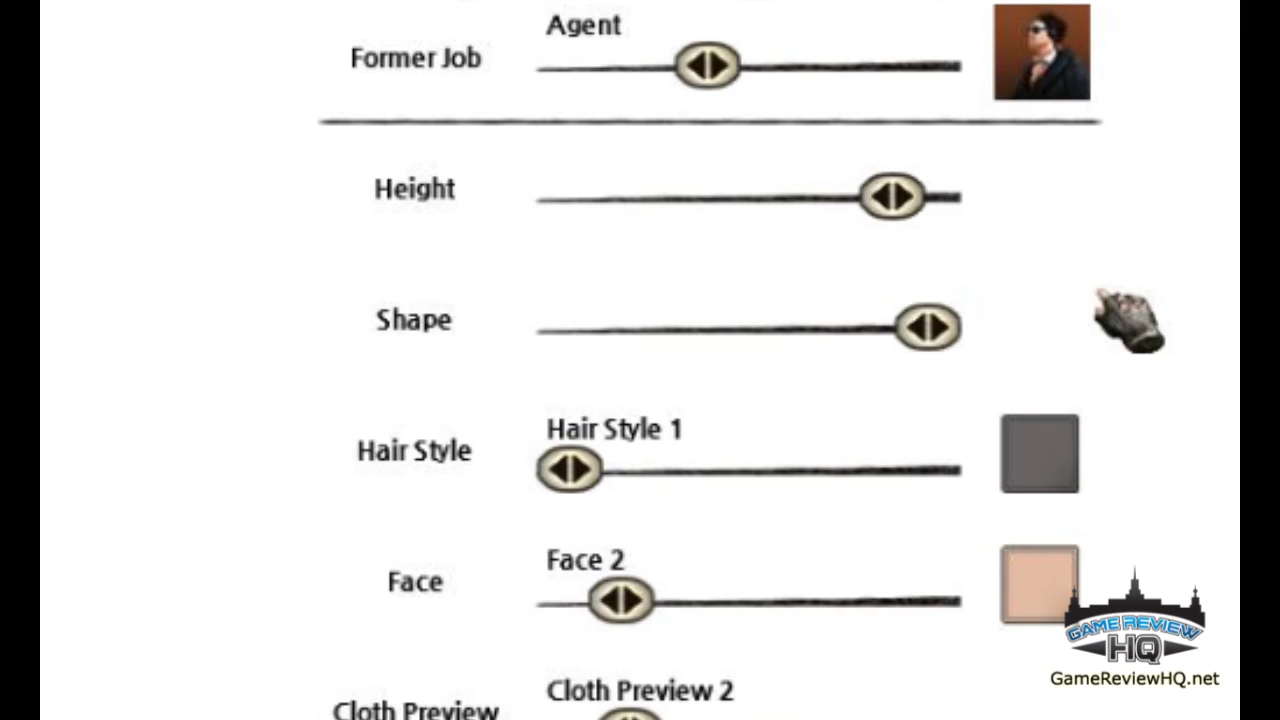 Agent
Former Job
Height
Shape
Hair Style 1
Hair Style
Face 2
Face
GAME REVIEW
HQ
GameReviewHQ.net
Cloth Preview 2
Cloth Preview